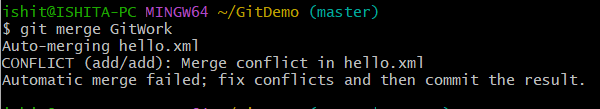 ishit@ISHITA-PC MINGW64 ~/GitDemo (master)
$ git merge GitWork
Auto-merging hello.xml
CONFLICT (add/add): Merge conflict in hello.xml
Automatic merge failed; fix conflicts and then commit the result.